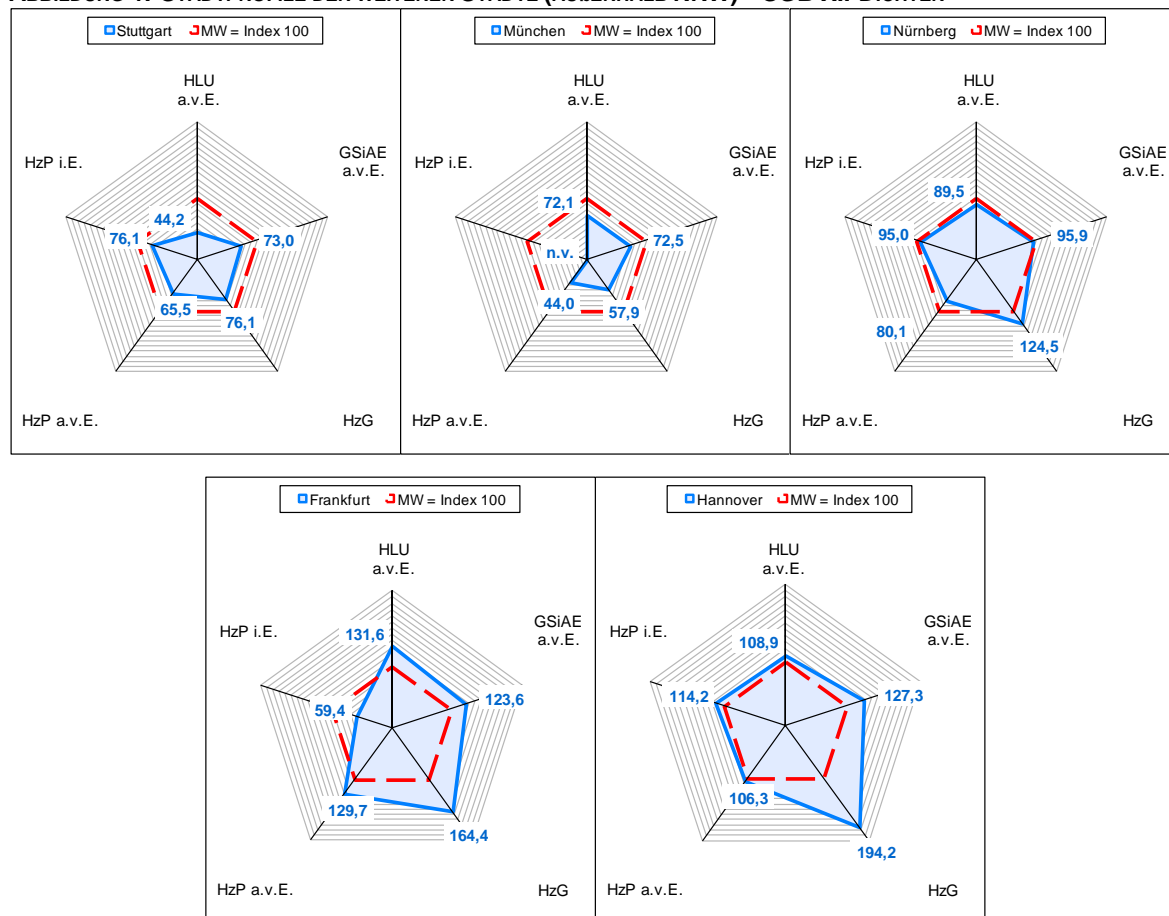 Stuttgart MW = Index 100
HLU
a.v.E.
GSiAE
a.v.E.
HzP i.E.
44,2
76,1
73,0
65,5
76,1
HzP a.v.E.
HzG
München MW = Index 100
HLU
a.v.E.
GSiAE
a.v.E.
HzP i.E.
72,1
n.v.
72,5
44,0
57,9
HzP a.v.E.
HzG
Nürnberg MW = Index 100
HLU
a.v.E.
GSiAE
a.v.E.
HzP i.E.
89,5
95,0
95,9
80,1
124,5
HzP a.v.E.
HzG
Frankfurt MW = Index 100
HLU
a.v.E.
GSiAE
a.v.E.
HzP i.E.
131,6
59,4
123,6
129,7
164,4
HzP a.v.E.
HzG
Hannover MW = Index 100
HLU
a.v.E.
GSiAE
a.v.E.
HzP i.E.
108,9
114,2
127,3
106,3
194,2
HzP a.v.E.
HzG